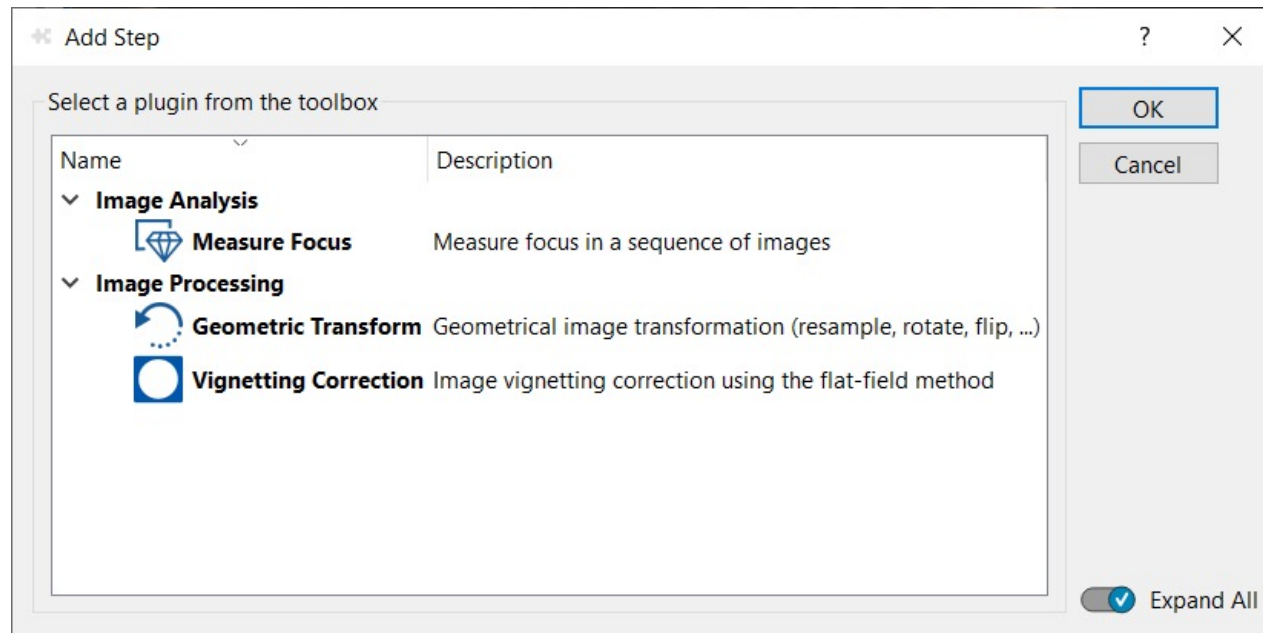 Add Step
?
Select a plugin from the toolbox
OK
Name Description
Cancel
Image Analysis
Measure Focus Measure focus in a sequence of images
Image Processing
Geometric Transform Geometrical image transformation (resample, rotate, flip, ...)
Vignetting Correction Image vignetting correction using the flat-field method
Expand All